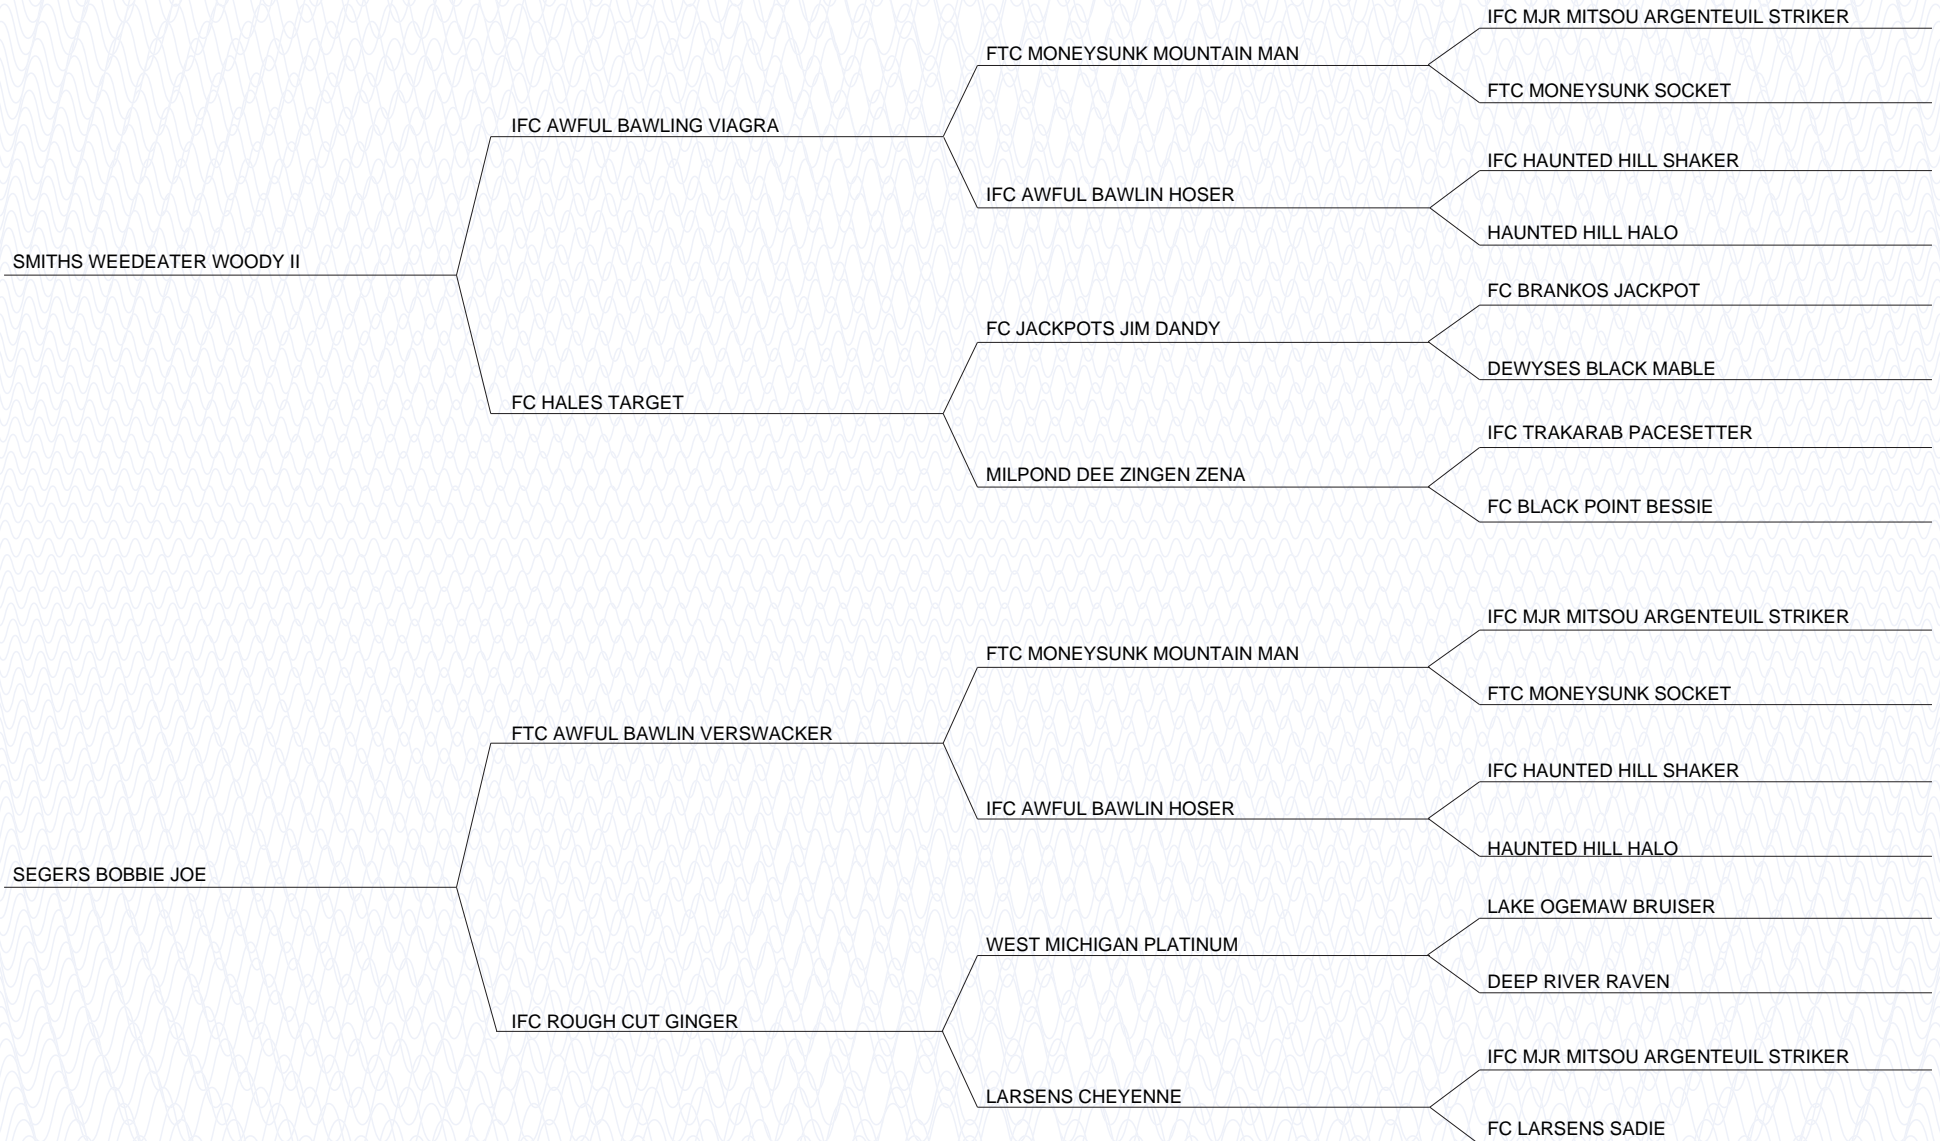 IFC MJR MITSOU ARGENTEUIL STRIKER
FTC MONEYSUNK MOUNTAIN MAN
FTC MONEYSUNK SOCKET
IFC AWFUL BAWLING VIAGRA
IFC HAUNTED HILL SHAKER
IFC AWFUL BAWLIN HOSER
HAUNTED HILL HALO
SMITHS WEEDEATER WOODY II
FC BRANKOS JACKPOT
FC JACKPOTS JIM DANDY
DEWYSES BLACK MABLE
FC HALES TARGET
IFC TRAKARAB PACESETTER
MILPOND DEE ZINGEN ZENA
FC BLACK POINT BESSIE
IFC MJR MITSOU ARGENTEUIL STRIKER
FTC MONEYSUNK MOUNTAIN MAN
FTC MONEYSUNK SOCKET
FTC AWFUL BAWLIN VERSWACKER
IFC HAUNTED HILL SHAKER
IFC AWFUL BAWLIN HOSER
HAUNTED HILL HALO
SEGERS BOBBIE JOE
LAKE OGEMAW BRUISER
WEST MICHIGAN PLATINUM
DEEP RIVER RAVEN
IFC ROUGH CUT GINGER
IFC MJR MITSOU ARGENTEUIL STRIKER
LARSENS CHEYENNE
FC LARSENS SADIE